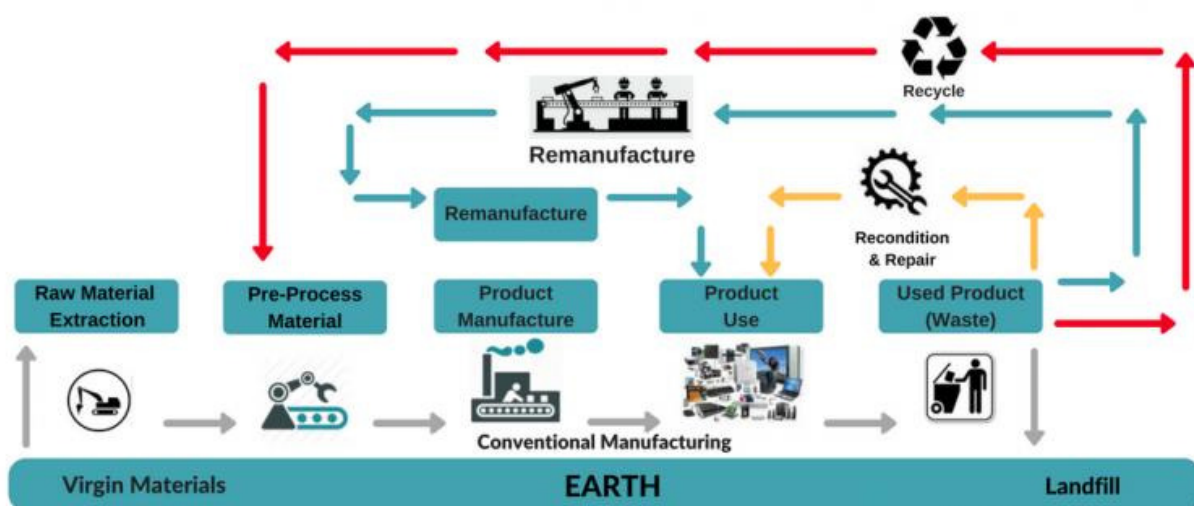 Recycle
Remanufacture
Remanufacture
Recondition
& Repair
Raw Material
Extraction
Pre-Process
Material
Product
Manufacture
Product
Use
Used Product
(Waste)
Conventional Manufacturing
Virgin Materials
EARTH
Landfill